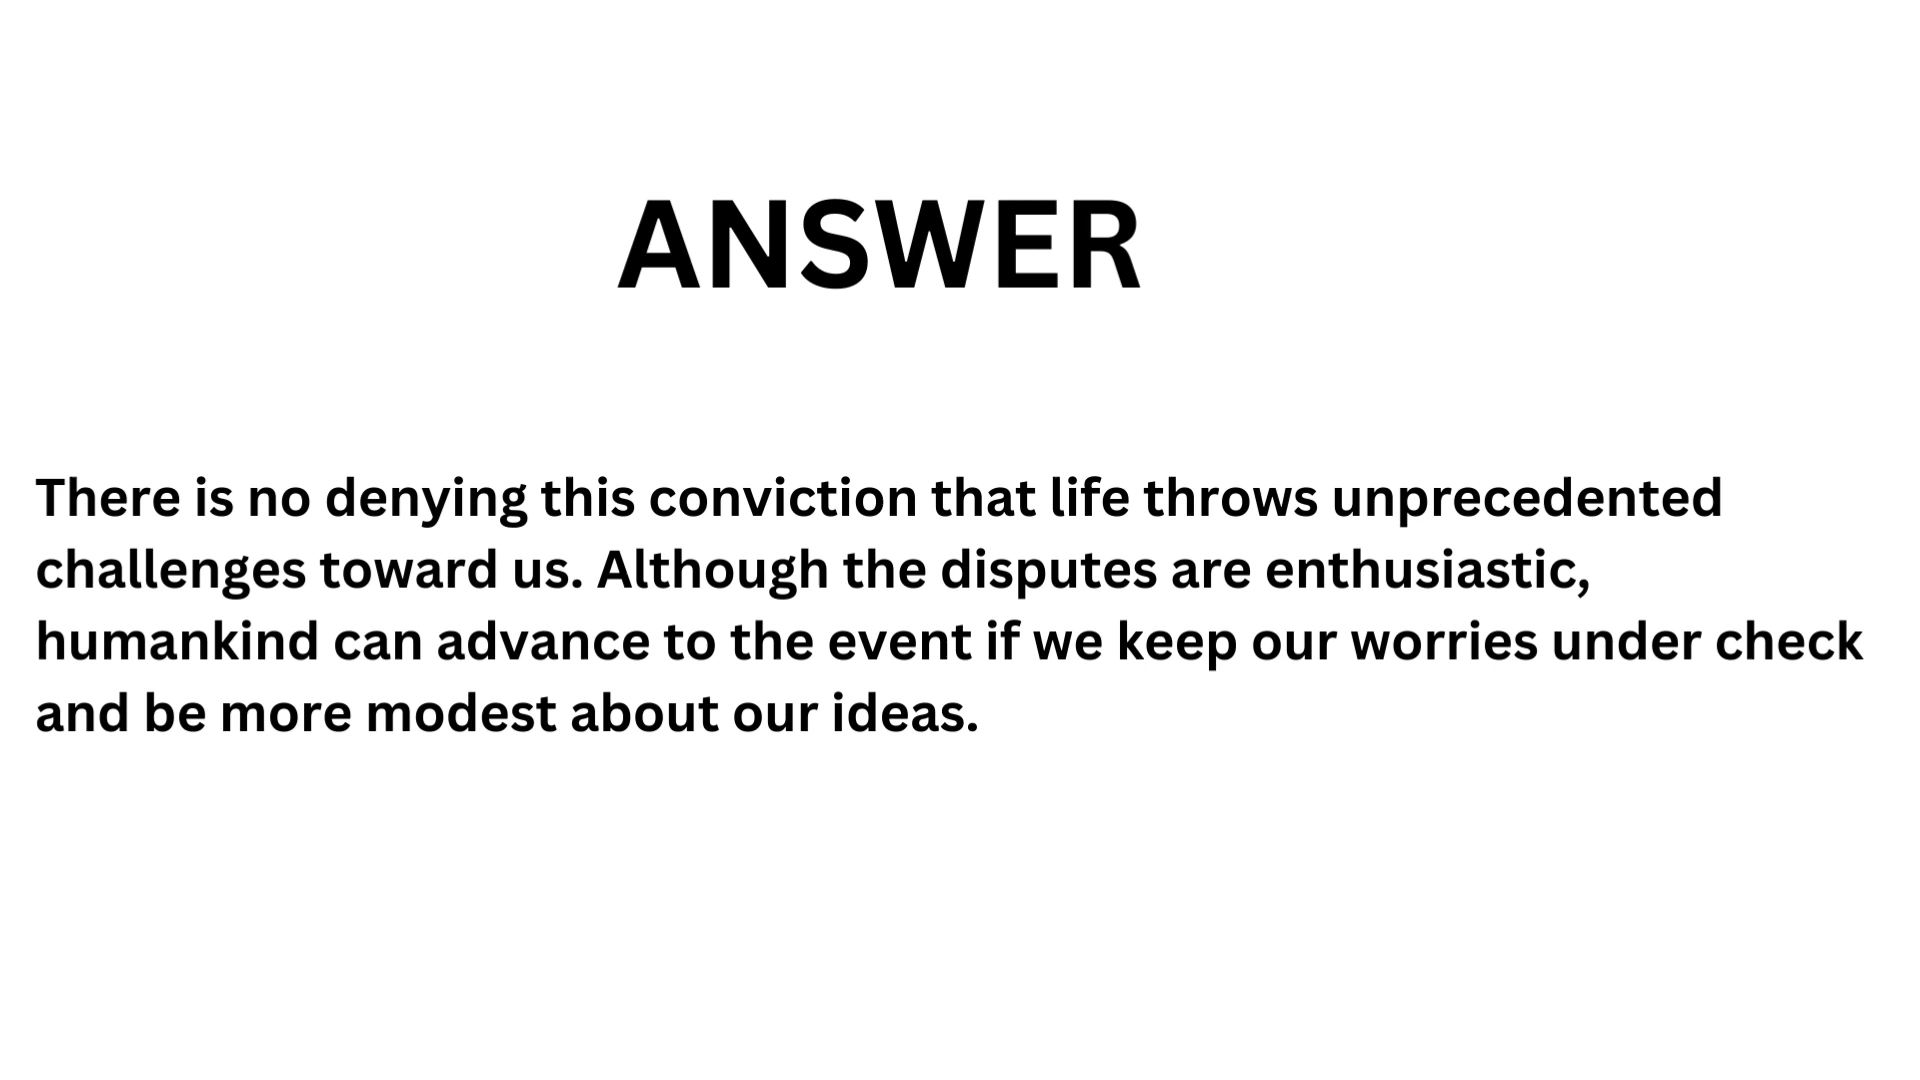 ANSWER
There is no denying this conviction that life throws unprecedented
challenges toward us. Although the disputes are enthusiastic,
humankind can advance to the event if we keep our worries under check
and be more modest about our ideas.